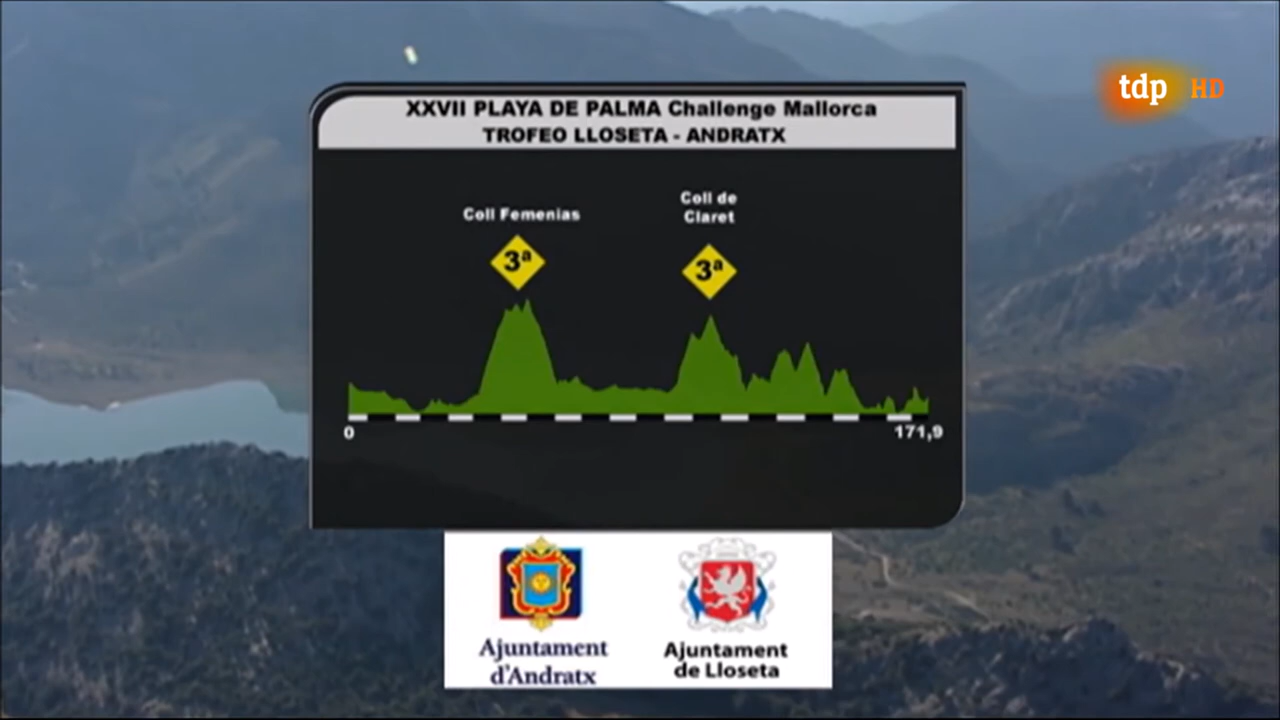 tdp HD
XXVII PLAYA DE PALMA Challenge Mallorca
TROFEO LLOSETA - ANDRATX
Coll Femenias
Coll de
Claret
3ª
3ª
0
171,9
Ajuntament
d'Andratx
Ajuntament
de Lloseta